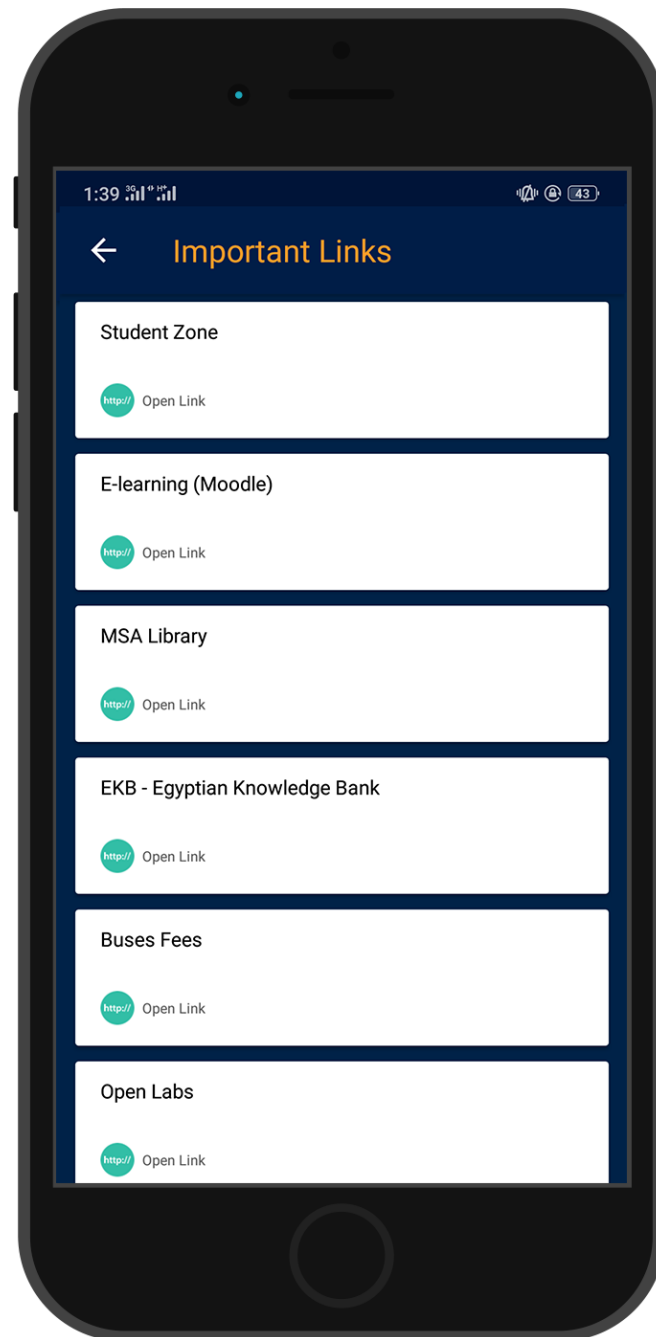 1:39 3G H+ 43
Important Links
Student Zone
http:// Open Link
E-learning (Moodle)
http:// Open Link
MSA Library
http:// Open Link
EKB - Egyptian Knowledge Bank
http:// Open Link
Buses Fees
http:// Open Link
Open Labs
http:// Open Link